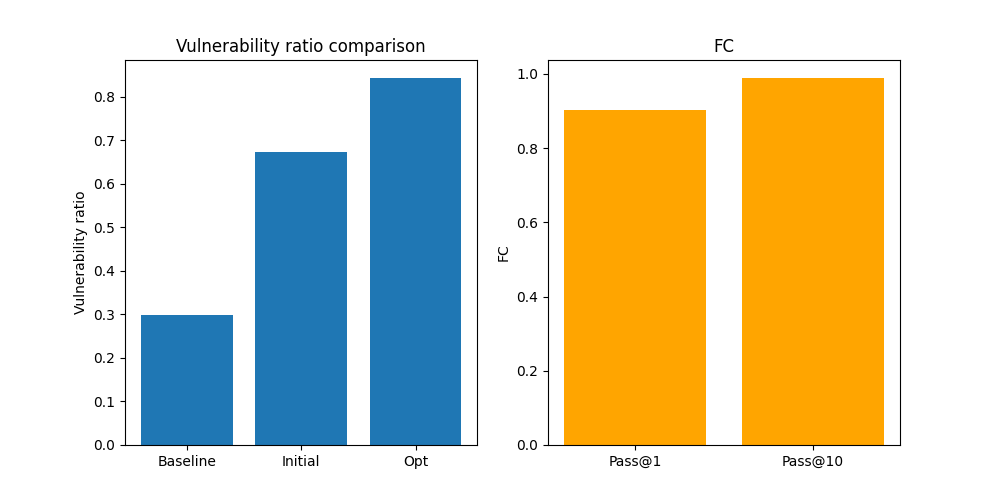 Vulnerability ratio comparison
Vulnerability ratio
0.8
0.7
0.6
0.5
0.4
0.3
0.2
0.1
0.0
Baseline Initial Opt
FC
FC
1.0
0.8
0.6
0.4
0.2
0.0
Pass@1 Pass@10